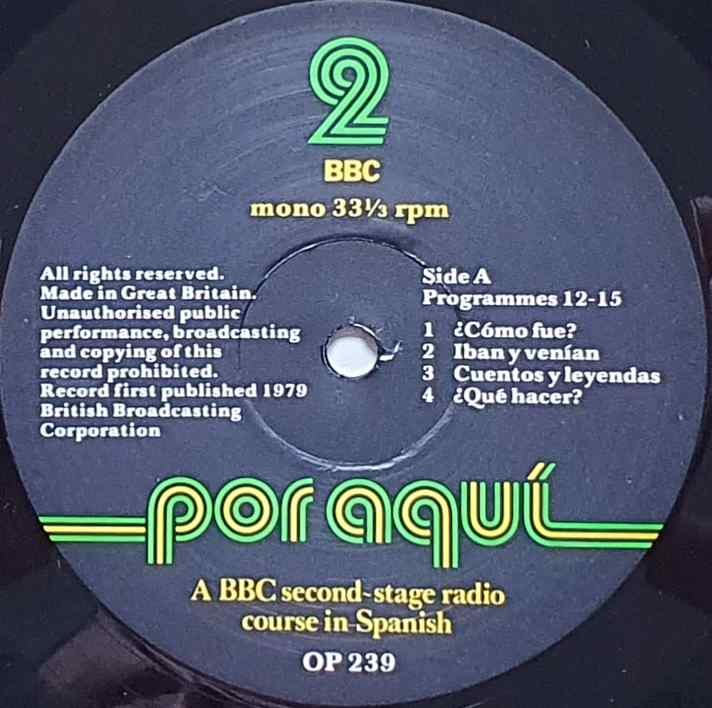 2
BBC
mono 33⅓ rpm
All rights reserved.
Made in Great Britain.
Unauthorised public
performance, broadcasting
and copying of this
record prohibited.
Record first published 1979
British Broadcasting
Corporation
Side A
Programmes 12-15
1 ¿Cómo fue?
2 Iban y venían
3 Cuentos y leyendas
4 ¿Qué hacer?
por aquí
A BBC second-stage radio
course in Spanish
OP 239